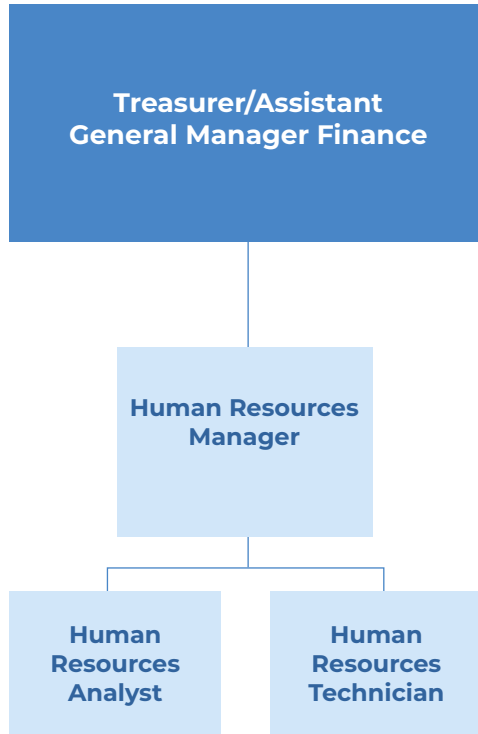 Treasurer/Assistant
General Manager Finance
Human Resources
Manager
Human
Resources
Analyst
Human
Resources
Technician